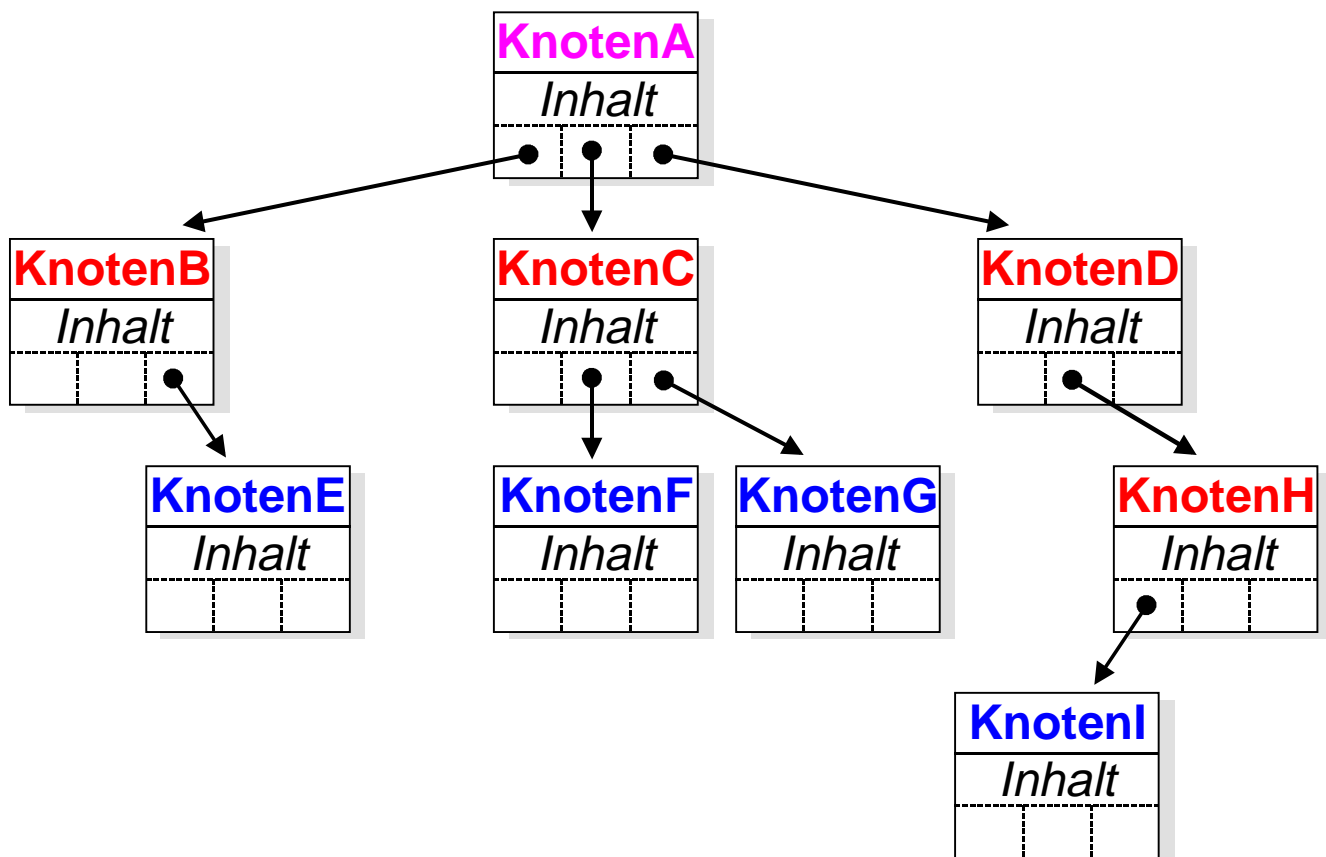 KnotenA
Inhalt
KnotenB
Inhalt
KnotenC
Inhalt
KnotenD
Inhalt
KnotenE
Inhalt
KnotenF
Inhalt
KnotenG
Inhalt
KnotenH
Inhalt
KnotenI
Inhalt